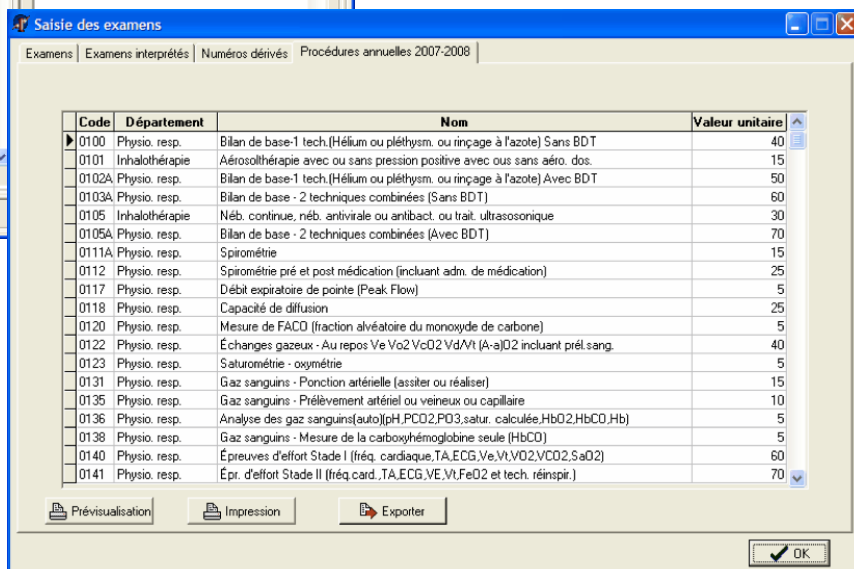 Saisie des examens
Examens Examens interprétés Numéros dérivés Procédures annuelles 2007-2008
Code Département Nom Valeur unitaire
0100 Physio. resp. Bilan de base-1 tech.(Hélium ou pléthysm. ou rinçage à l'azote) Sans BDT 40
0101 Inhalothérapie Aérosolthérapie avec ou sans pression positive avec ous sans aéro. dos. 15
0102A Physio. resp. Bilan de base-1 tech.(Hélium ou pléthysm. ou rinçage à l'azote) Avec BDT 50
0103A Physio. resp. Bilan de base - 2 techniques combinées (Sans BDT) 60
0105 Inhalothérapie Néb. continue, néb. antivirale ou antibact. ou trait. ultrasosonique 30
0105A Physio. resp. Bilan de base - 2 techniques combinées (Avec BDT) 70
0111A Physio. resp. Spirométrie 15
0112 Physio. resp. Spirométrie pré et post médication (incluant adm. de médication) 25
0117 Physio. resp. Débit expiratoire de pointe (Peak Flow) 5
0118 Physio. resp. Capacité de diffusion 25
0120 Physio. resp. Mesure de FACO (fraction alvéatoire du monoxyde de carbone) 5
0122 Physio. resp. Échanges gazeux - Au repos Ve Vo2 VcO2 Vd/Vt (A-a)O2 incluant prél.sang. 40
0123 Physio. resp. Saturométrie - oxymétrie 5
0131 Physio. resp. Gaz sanguins - Ponction artérielle (assiter ou réaliser) 15
0135 Physio. resp. Gaz sanguins - Prélèvement artériel ou veineux ou capillaire 10
0136 Physio. resp. Analyse des gaz sanguins(auto)(pH,PCO2,PO3,satur. calculée,HbO2,HbCO,Hb) 5
0138 Physio. resp. Gaz sanguins - Mesure de la carboxyhémoglobine seule (HbCO) 5
0140 Physio. resp. Épreuves d'effort Stade I (fréq. cardiaque,TA,ECG,Ve,Vt,VO2,VCO2,SaO2) 60
0141 Physio. resp. Épr. d'effort Stade II (fréq.card.,TA,ECG,VE,Vt,FeO2 et tech. réinspir.) 70
Prévisualisation Impression Exporter
OK